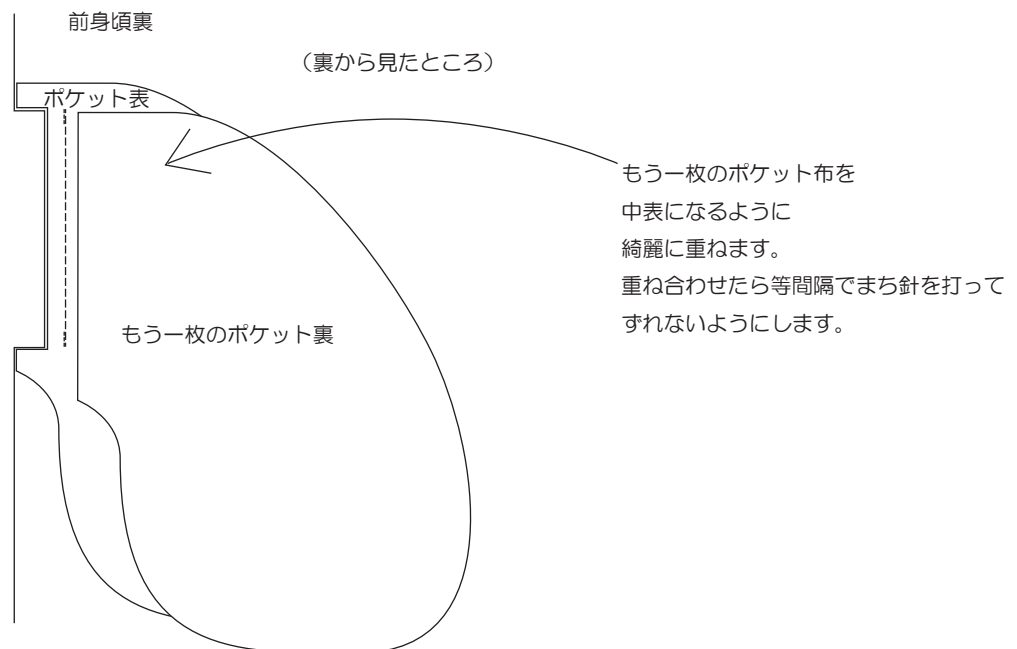 前身頃裏
（裏から見たところ）
ポケット表
もう一枚のポケット布を
中表になるように
綺麗に重ねます。
重ね合わせたら等間隔でまち針を打って
ずれないようにします。
もう一枚のポケット裏